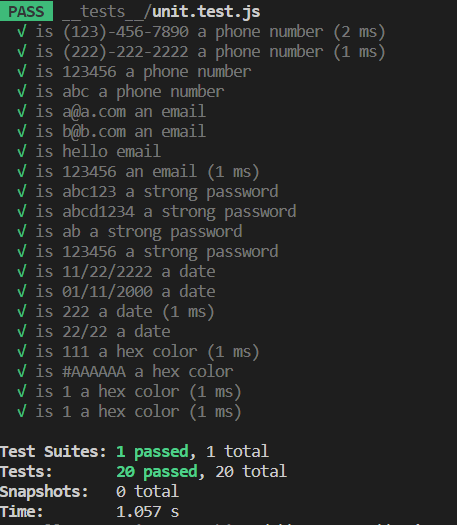 PASS __tests__/unit.test.js
√ is (123)-456-7890 a phone number (2 ms)
√ is (222)-222-2222 a phone number (1 ms)
√ is 123456 a phone number
√ is abc a phone number
√ is a@a.com an email
√ is b@b.com an email
√ is hello email
√ is 123456 an email (1 ms)
√ is abc123 a strong password
√ is abcd1234 a strong password
√ is ab a strong password
√ is 123456 a strong password
√ is 11/22/2222 a date
√ is 01/11/2000 a date
√ is 222 a date (1 ms)
√ is 22/22 a date
√ is 111 a hex color (1 ms)
√ is #AAAAAA a hex color
√ is 1 a hex color (1 ms)
√ is 1 a hex color (1 ms)
Test Suites: 1 passed, 1 total
Tests: 20 passed, 20 total
Snapshots: 0 total
Time: 1.057 s